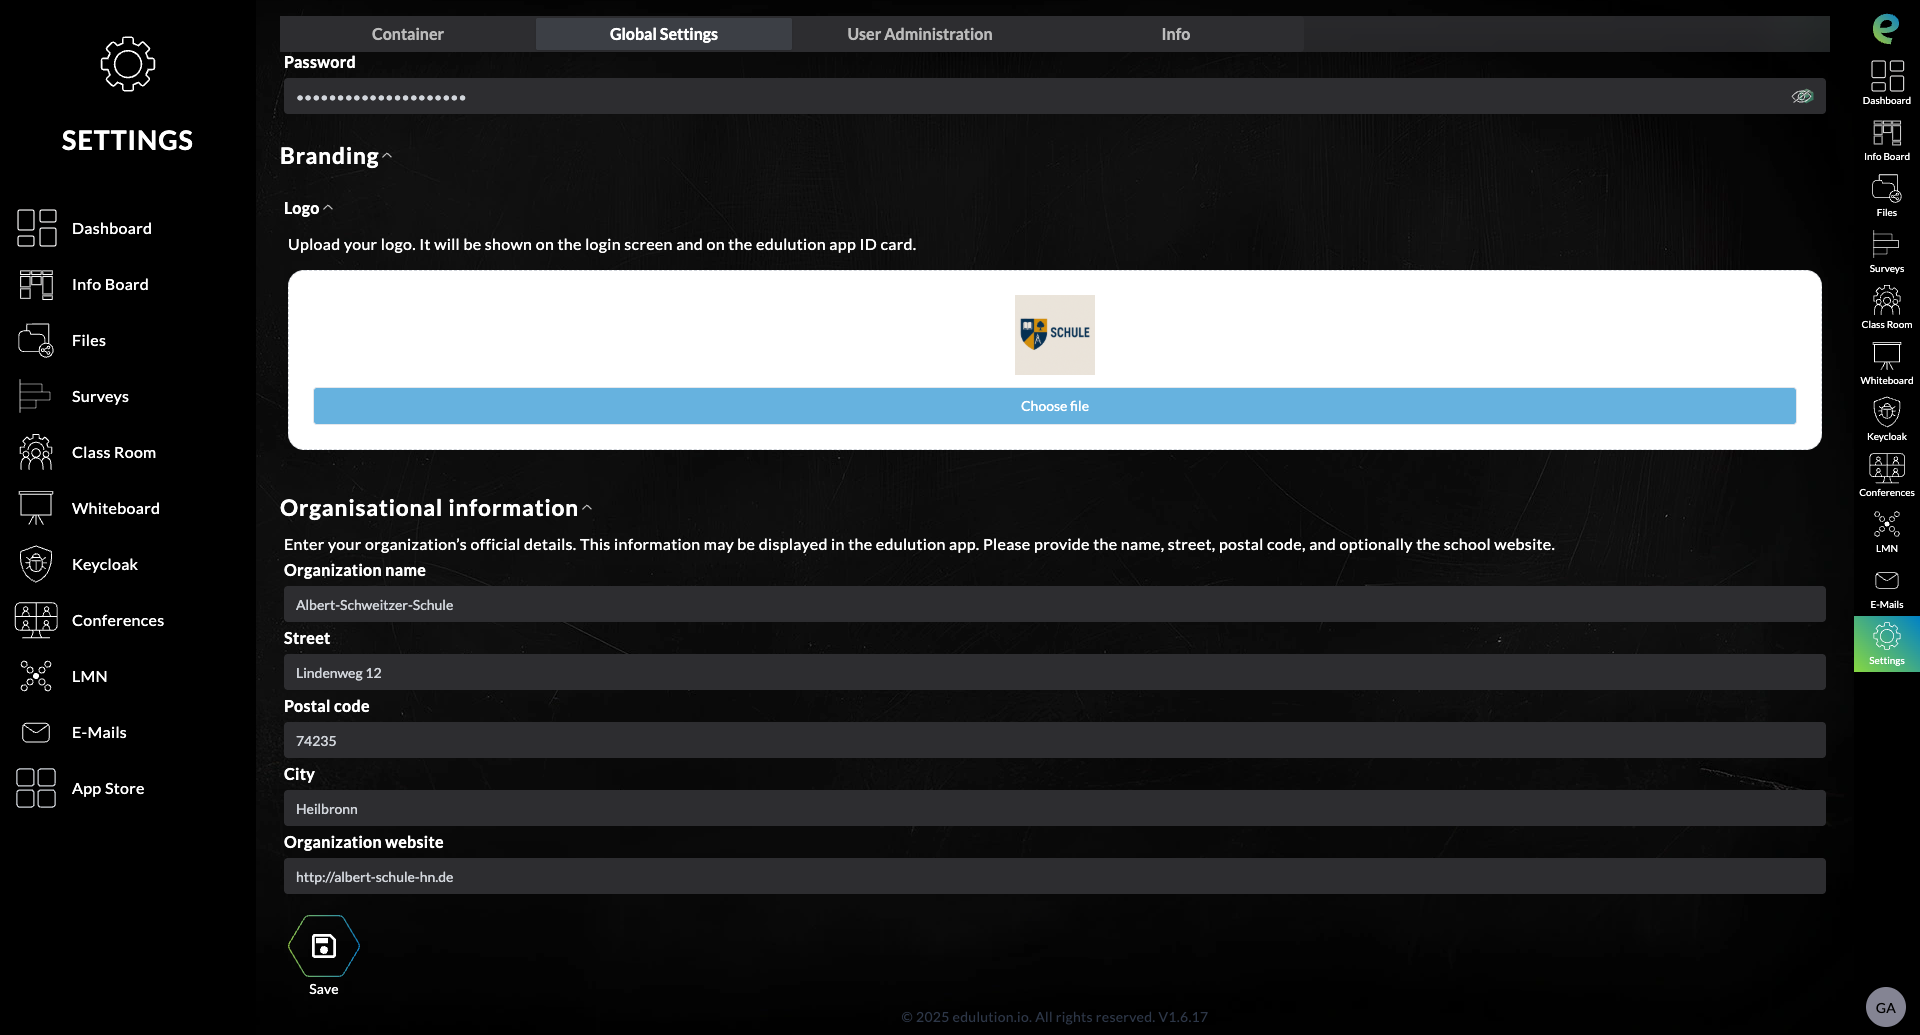 SETTINGS
Dashboard
Info Board
Files
Surveys
Class Room
Whiteboard
Keycloak
Conferences
LMN
E-Mails
App Store
Container
Global Settings
User Administration
Info
Password
•••••••••••••••••••••
Branding
Logo
Upload your logo. It will be shown on the login screen and on the edulution app ID card.
SCHULE
Choose file
Organisational information
Enter your organization’s official details. This information may be displayed in the edulution app. Please provide the name, street, postal code, and optionally the school website.
Organization name
Albert-Schweitzer-Schule
Street
Lindenweg 12
Postal code
74235
City
Heilbronn
Organization website
http://albert-schule-hn.de
Save
© 2025 edulution.io. All rights reserved. V1.6.17
e
Dashboard
Info Board
Files
Surveys
Class Room
Whiteboard
Keycloak
Conferences
LMN
E-Mails
Settings
GA